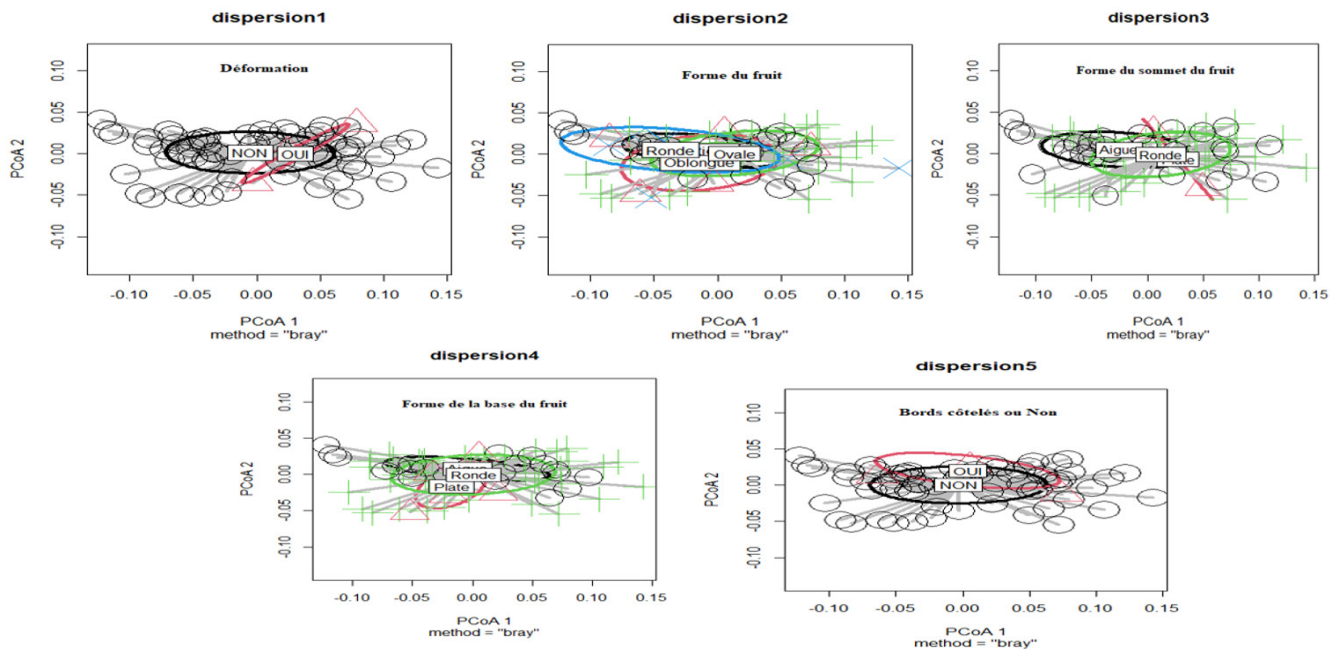 dispersion1
Déformation
PCoA 2
0.10
0.05
0.00
-0.05
-0.10
NON
OUI
-0.10
-0.05
0.00
0.05
0.10
0.15
PCoA 1
method = "bray"
dispersion2
Forme du fruit
PCoA 2
0.10
0.05
0.00
-0.05
-0.10
Ronde
Ovale
Oblongue
-0.10
-0.05
0.00
0.05
0.10
0.15
PCoA 1
method = "bray"
dispersion3
Forme du sommet du fruit
PCoA 2
0.10
0.05
0.00
-0.05
-0.10
Ronde
-0.10
-0.05
0.00
0.05
0.10
0.15
PCoA 1
method = "bray"
dispersion4
Forme de la base du fruit
PCoA 2
0.10
0.05
0.00
-0.05
-0.10
Ronde
Plate
-0.10
-0.05
0.00
0.05
0.10
0.15
PCoA 1
method = "bray"
dispersion5
Bords côtelés ou Non
PCoA 2
0.10
0.05
0.00
-0.05
-0.10
OUI
NON
-0.10
-0.05
0.00
0.05
0.10
0.15
PCoA 1
method = "bray"